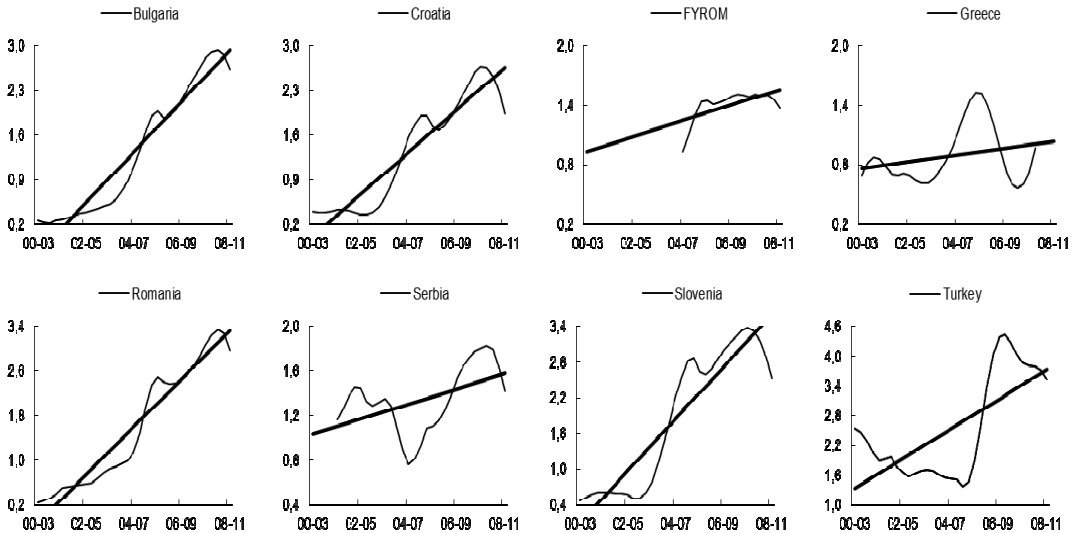 Bulgaria
3,0
2,3
1,6
0,9
0,2
00-03 02-05 04-07 06-09 08-11
Croatia
3,0
2,3
1,6
0,9
0,2
00-03 02-05 04-07 06-09 08-11
FYROM
2,0
1,4
0,8
0,2
00-03 02-05 04-07 06-09 08-11
Greece
2,0
1,4
0,8
0,2
00-03 02-05 04-07 06-09 08-11
Romania
3,4
2,6
1,8
1,0
0,2
00-03 02-05 04-07 06-09 08-11
Serbia
2,0
1,6
1,2
0,8
0,4
00-03 02-05 04-07 06-09 08-11
Slovenia
3,4
2,8
2,2
1,6
1,0
0,4
00-03 02-05 04-07 06-09 08-11
Turkey
4,6
4,0
3,4
2,8
2,2
1,6
1,0
00-03 02-05 04-07 06-09 08-11